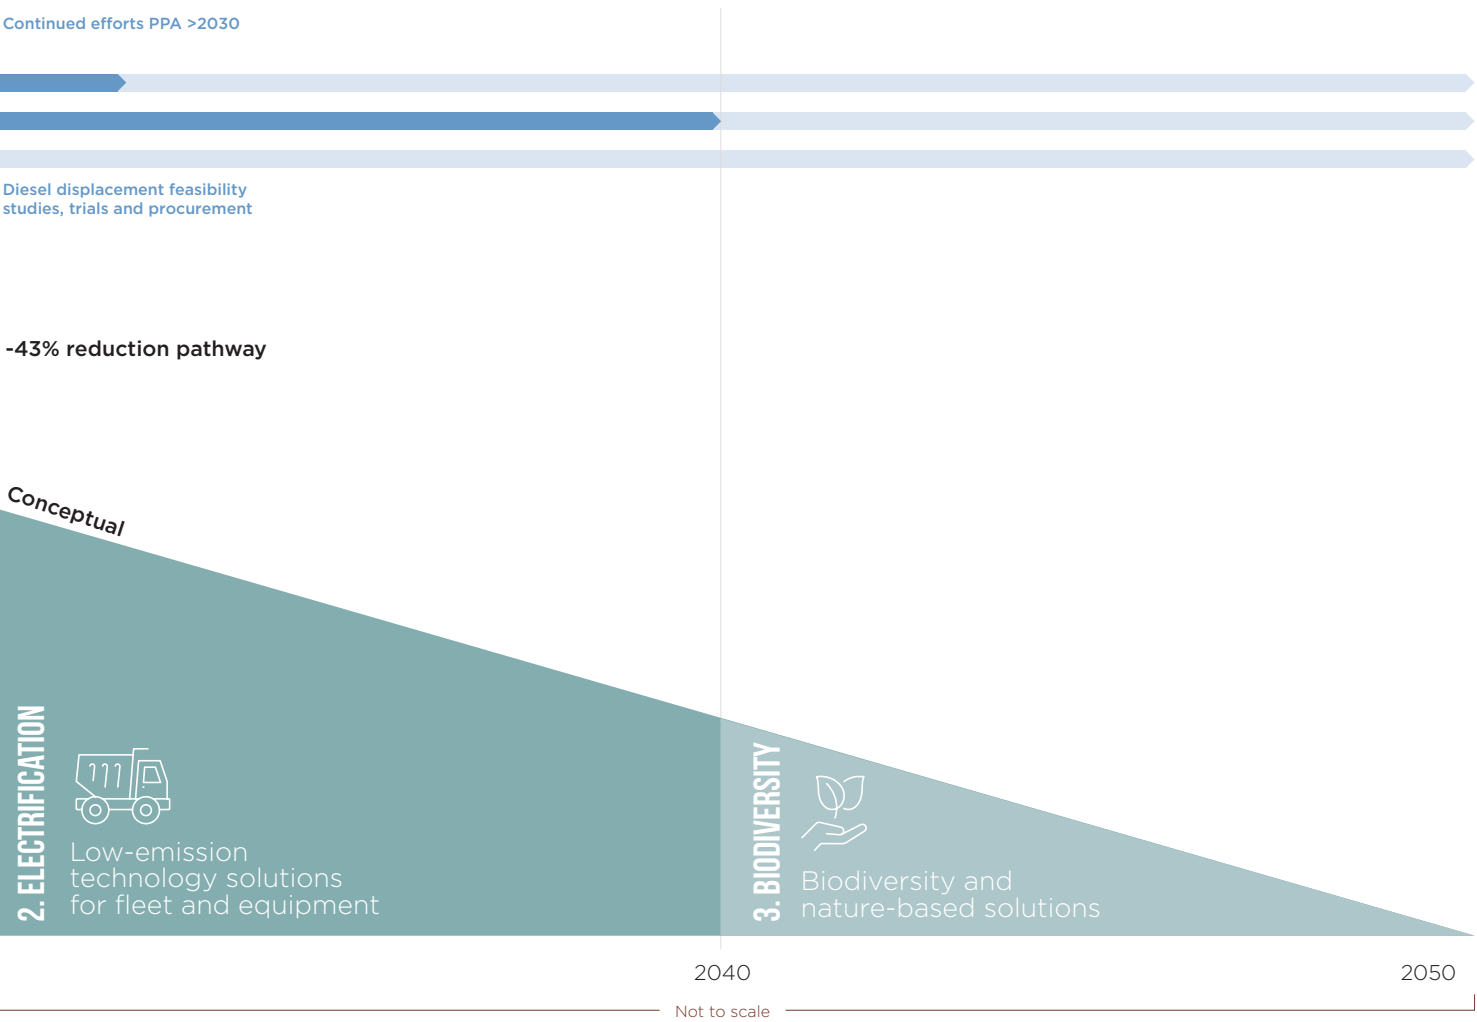 Continued efforts PPA >2030
Diesel displacement feasibility
studies, trials and procurement
-43% reduction pathway
Conceptual
2. ELECTRIFICATION
Low-emission
technology solutions
for fleet and equipment
3. BIODIVERSITY
Biodiversity and
nature-based solutions
2040
2050
Not to scale